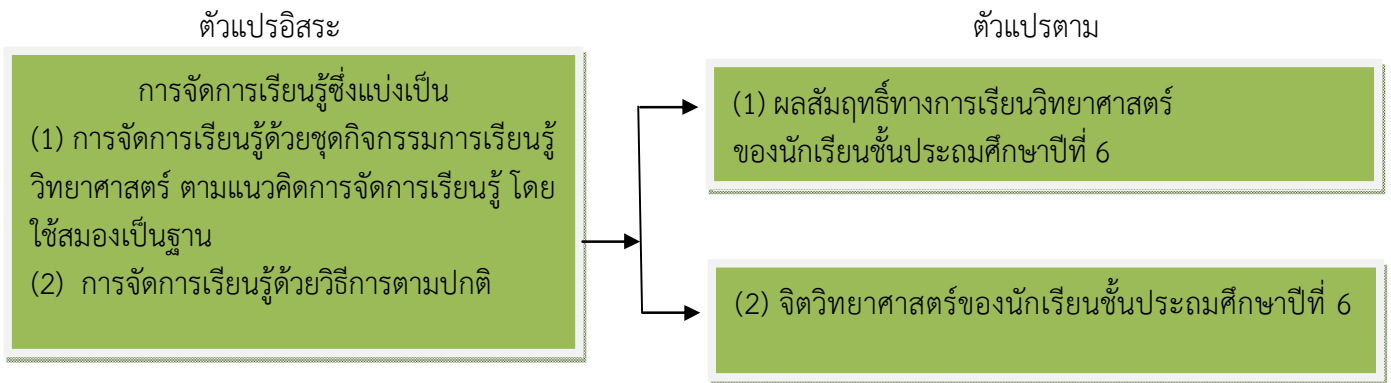 ตัวแปรอิสระ
การจัดการเรียนรู้ซึ่งแบ่งเป็น
(1) การจัดการเรียนรู้ด้วยชุดกิจกรรมการเรียนรู้
วิทยาศาสตร์ ตามแนวคิดการจัดการเรียนรู้ โดย
ใช้สมองเป็นฐาน
(2) การจัดการเรียนรู้ด้วยวิธีการตามปกติ
ตัวแปรตาม
(1) ผลสัมฤทธิ์ทางการเรียนวิทยาศาสตร์
ของนักเรียนชั้นประถมศึกษาปีที่ 6
(2) จิตวิทยาศาสตร์ของนักเรียนชั้นประถมศึกษาปีที่ 6